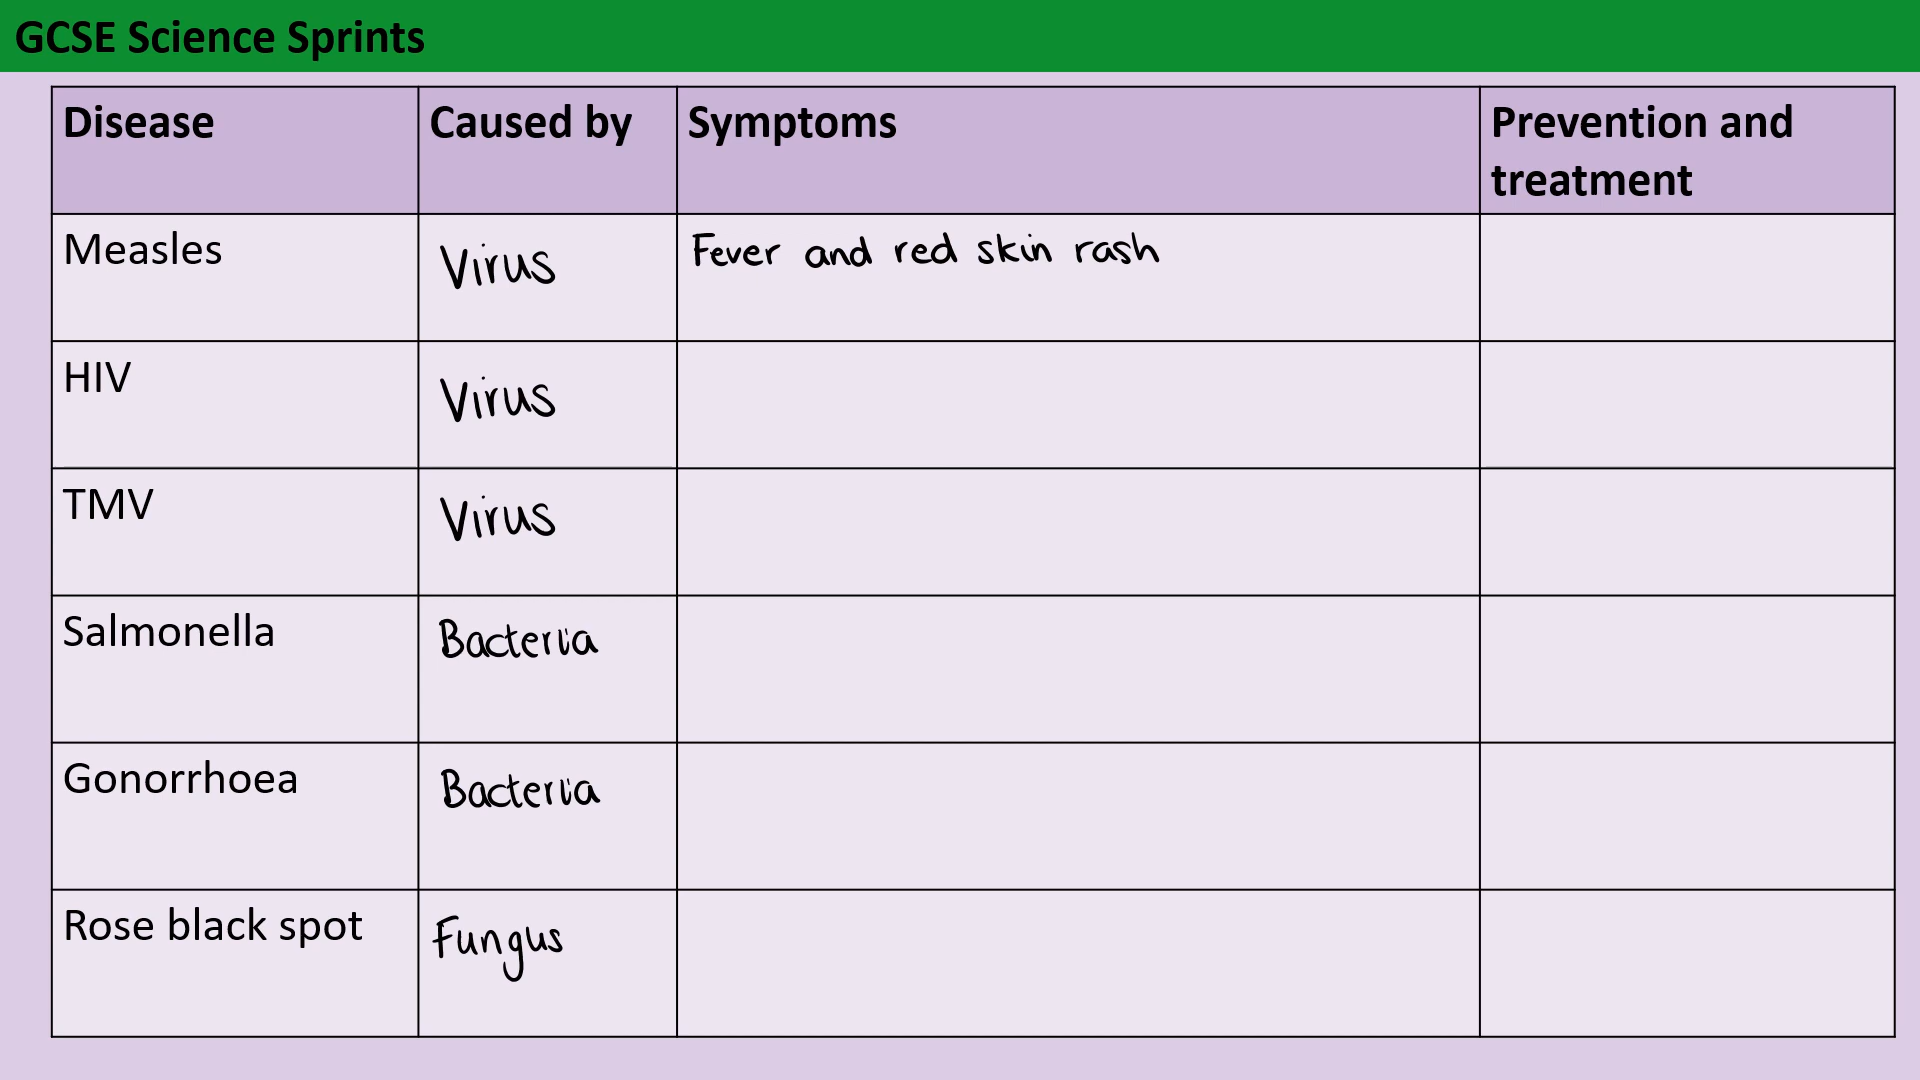 GCSE Science Sprints
Disease
Caused by
Symptoms
Prevention and
treatment
Measles
Virus
Fever and red skin rash
HIV
Virus
TMV
Virus
Salmonella
Bacteria
Gonorrhoea
Bacteria
Rose black spot
Fungus